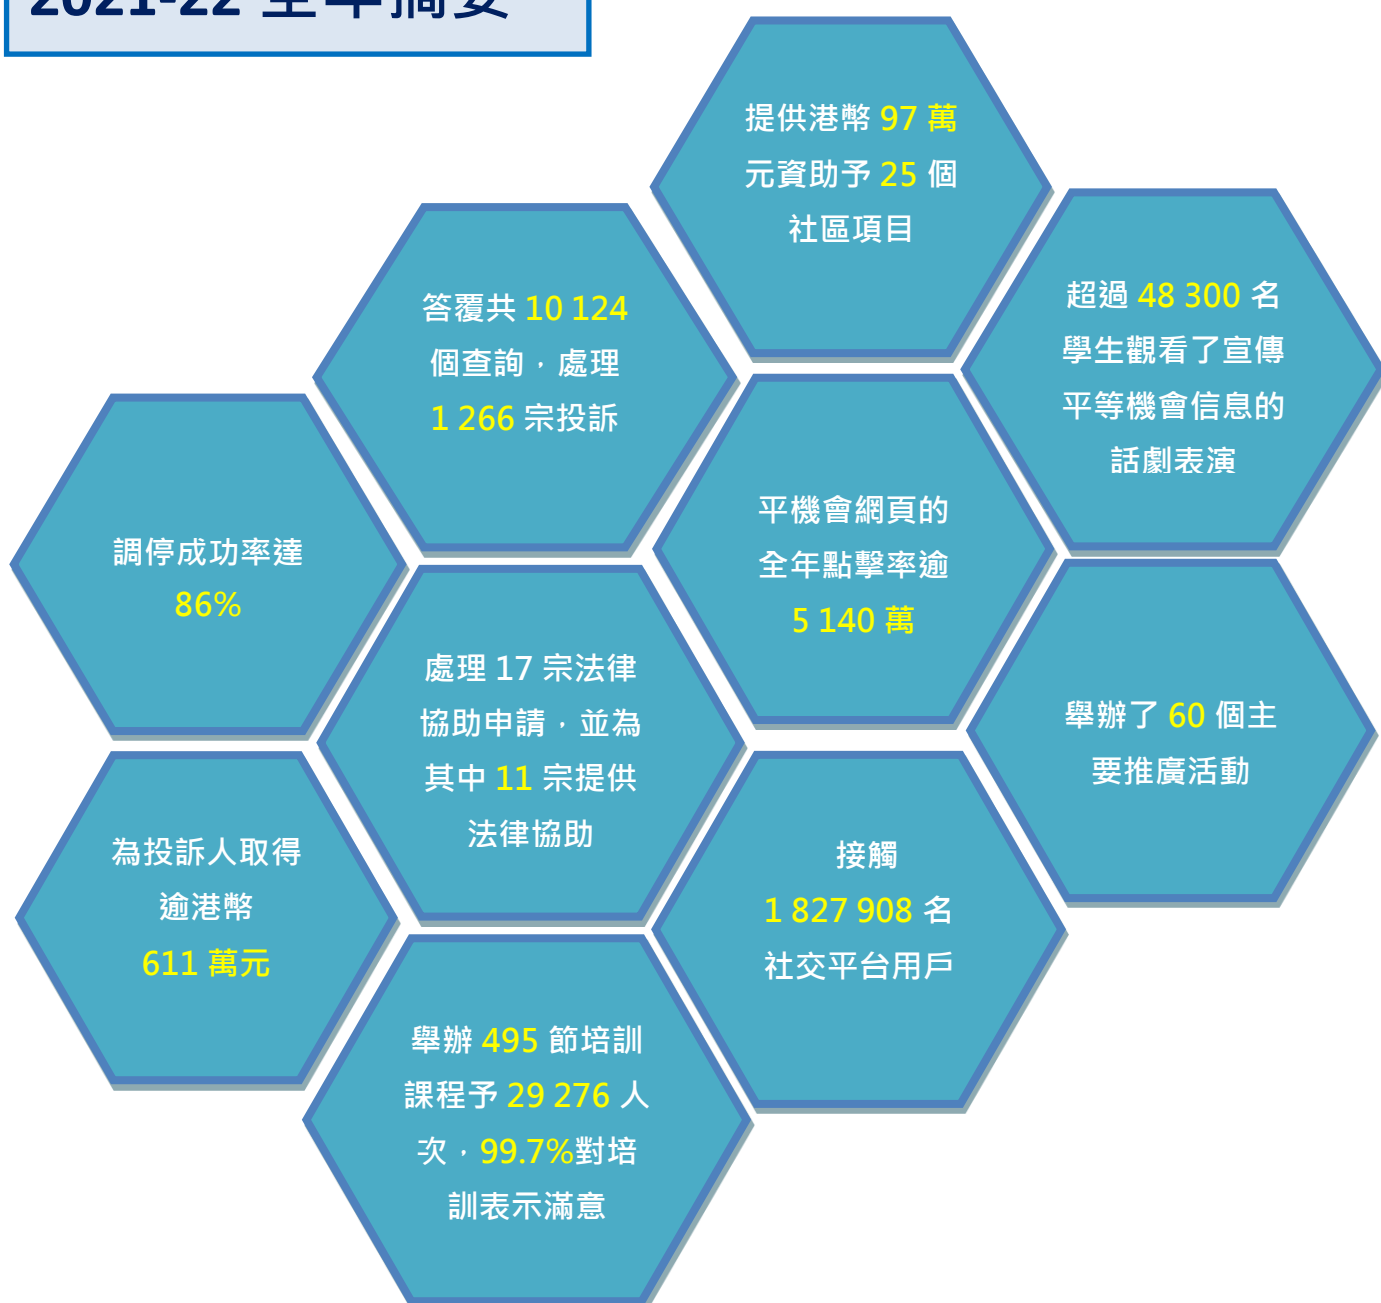 2021-22 全年摘要
提供港幣 97 萬
元資助予 25 個
社區項目
超過 48 300 名
學生觀看了宣傳
平等機會信息的
話劇表演
答覆共 10 124
個查詢，處理
1 266 宗投訴
平機會網頁的
全年點擊率逾
5 140 萬
調停成功率達
86%
處理 17 宗法律
協助申請，並為
其中 11 宗提供
法律協助
舉辦了 60 個主
要推廣活動
為投訴人取得
逾港幣
611 萬元
接觸
1 827 908 名
社交平台用戶
舉辦 495 節培訓
課程予 29 276 人
次，99.7%對培
訓表示滿意